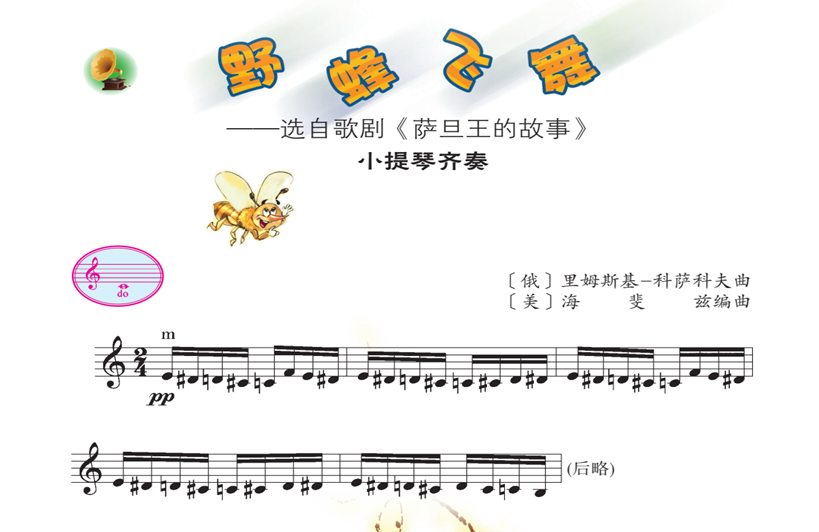 野蜂飞舞
——选自歌剧《萨旦王的故事》
小提琴齐奏
do
〔俄〕里姆斯基-科萨科夫曲
〔美〕海 斐 兹编曲
m
2
4
pp
(后略)